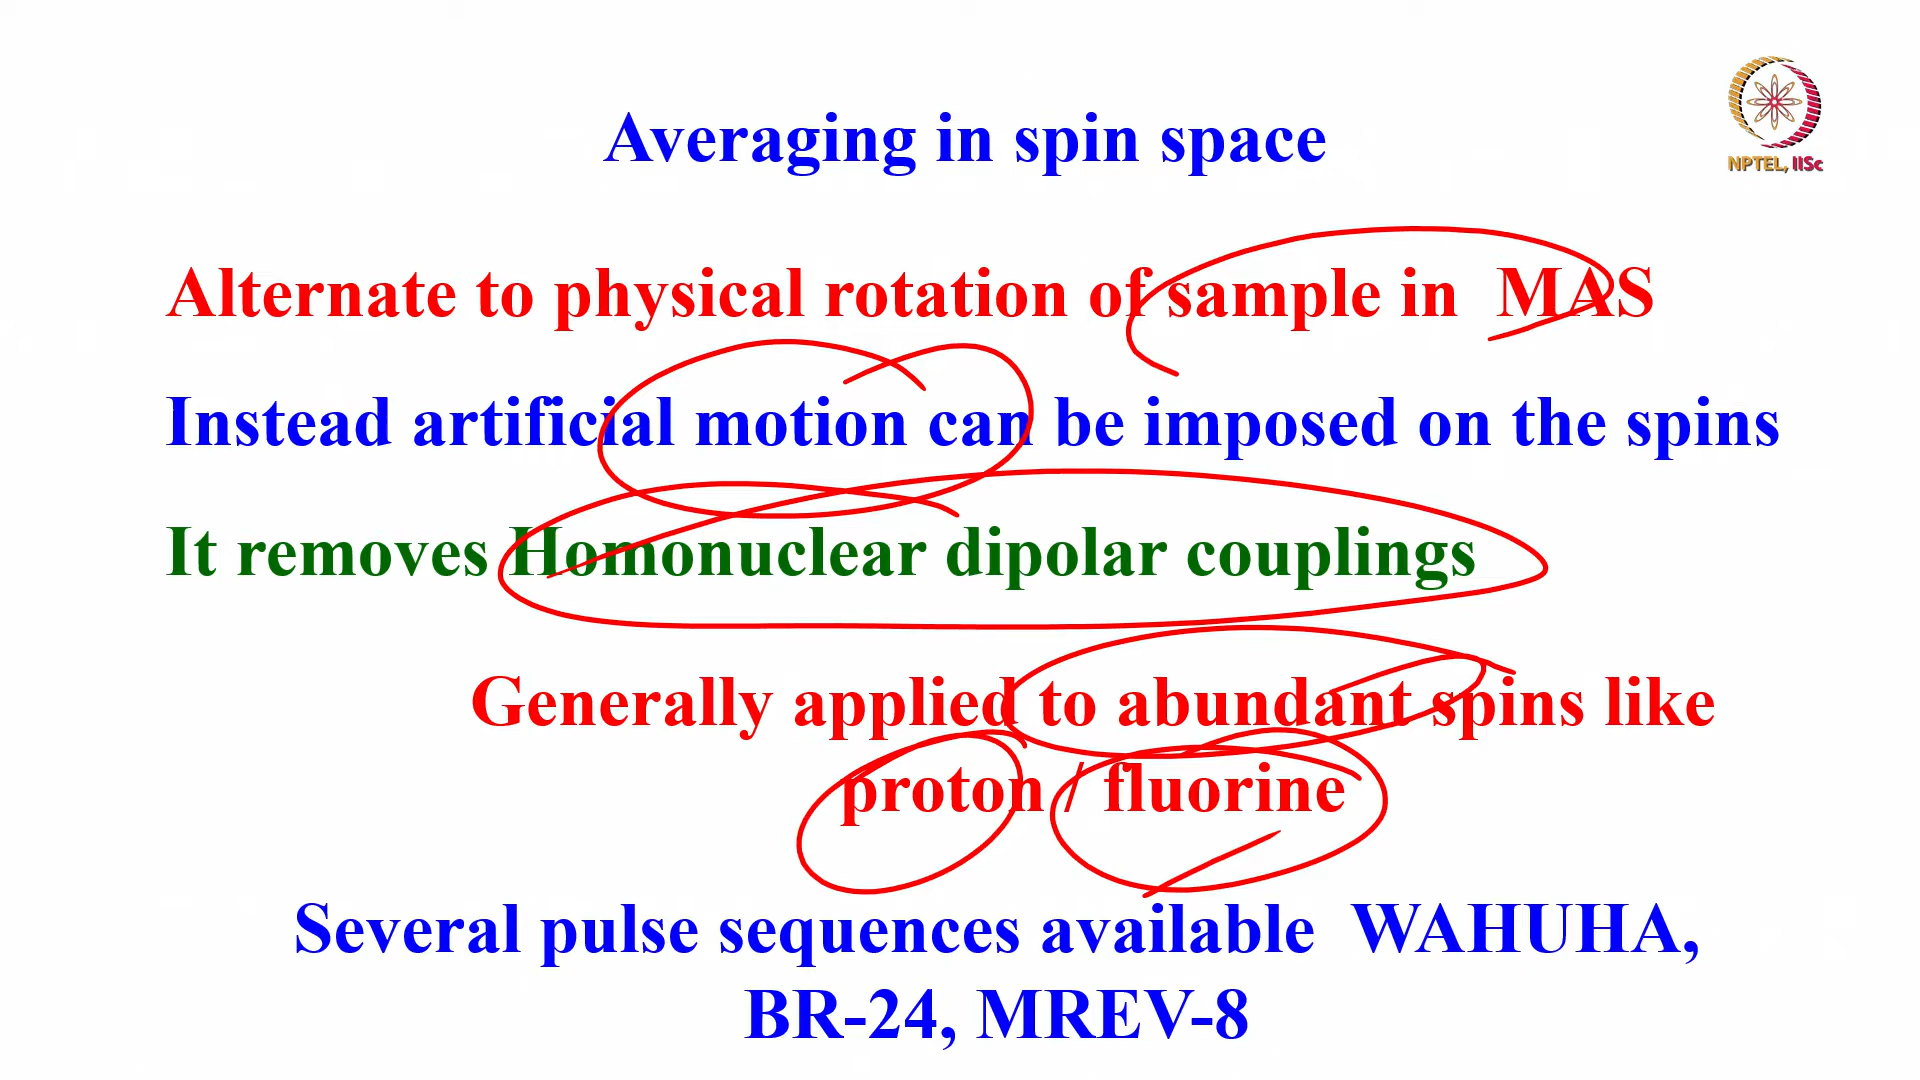 NPTEL, IISc
Averaging in spin space
Alternate to physical rotation of sample in MAS
Instead artificial motion can be imposed on the spins
It removes Homonuclear dipolar couplings
Generally applied to abundant spins like
proton / fluorine
Several pulse sequences available WAHUHA,
BR-24, MREV-8